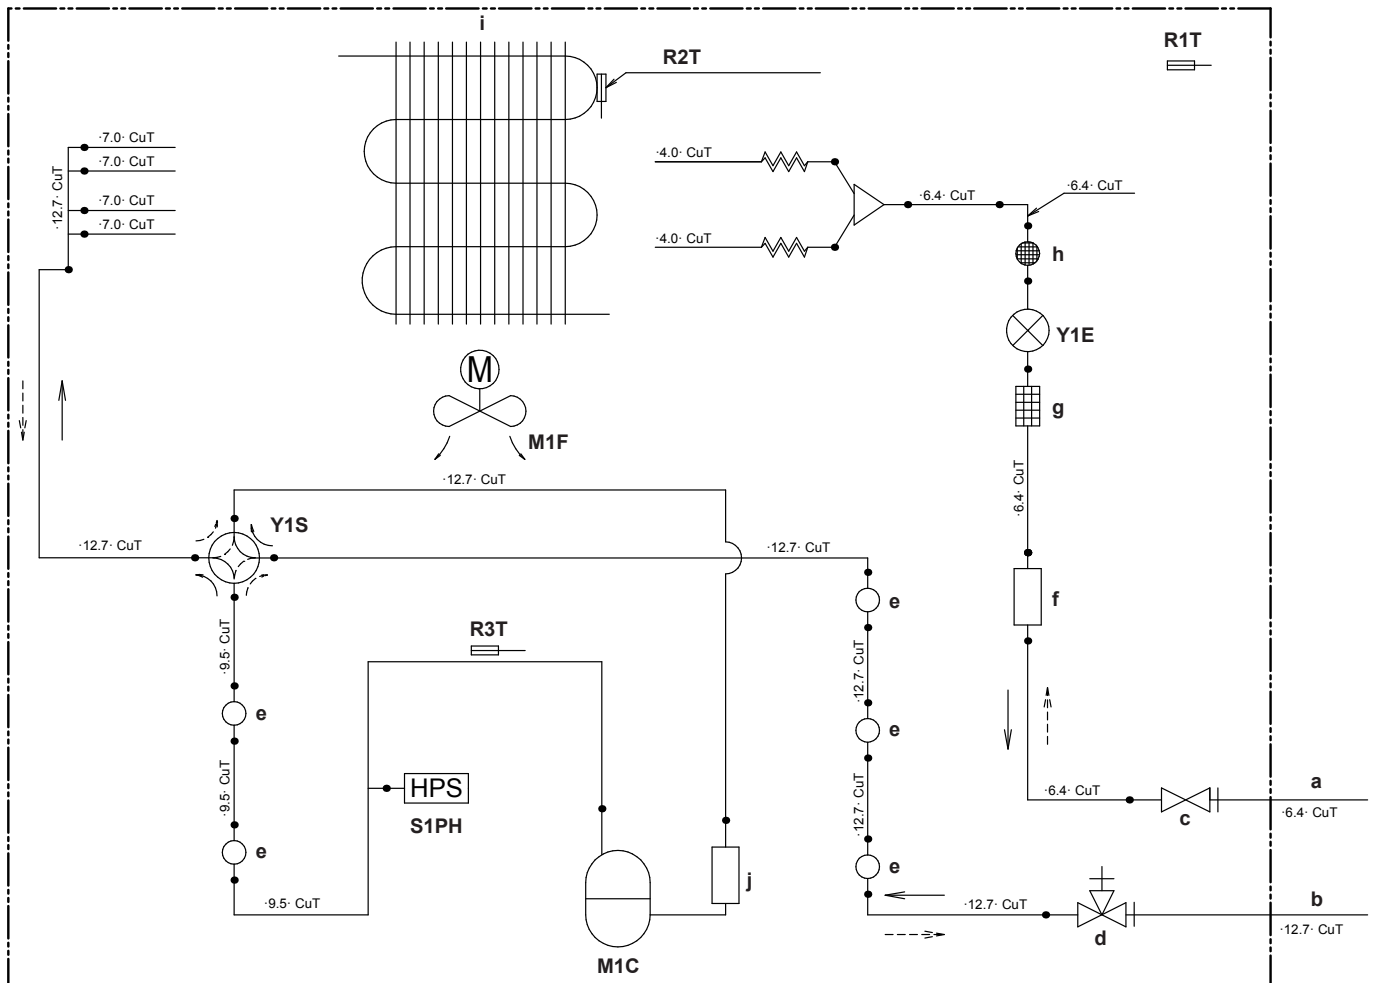 i
R1T
R2T
·7.0· CuT
·7.0· CuT
·7.0· CuT
·7.0· CuT
·12.7· CuT
·4.0· CuT
·4.0· CuT
·6.4· CuT
·6.4· CuT
h
Y1E
g
M
M1F
·6.4· CuT
·12.7· CuT
Y1S
·12.7· CuT
·12.7· CuT
e
f
R3T
·9.5· CuT
·12.7· CuT
e
e
·9.5· CuT
HPS
S1PH
·12.7· CuT
a
·6.4· CuT
·6.4· CuT
c
e
e
j
·9.5· CuT
·12.7· CuT
b
·12.7· CuT
d
M1C